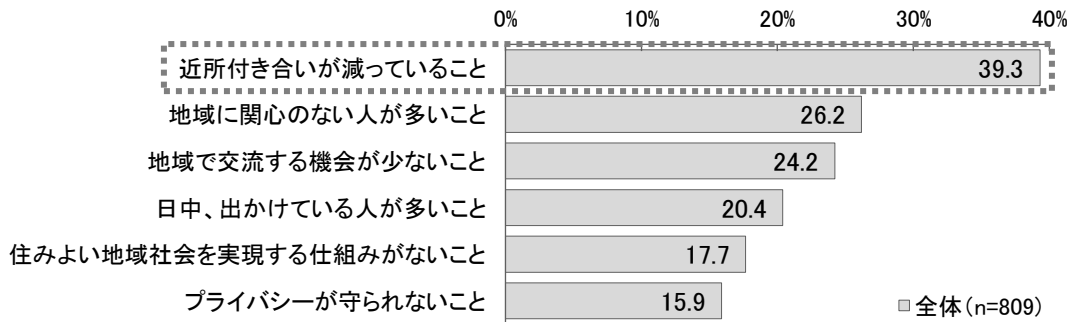 0% 10% 20% 30% 40%
近所付き合いが減っていること 39.3
地域に関心のない人が多いこと 26.2
地域で交流する機会が少ないこと 24.2
日中、出かけている人が多いこと 20.4
住みよい地域社会を実現する仕組みがないこと 17.7
プライバシーが守られないこと 15.9
全体(n=809)